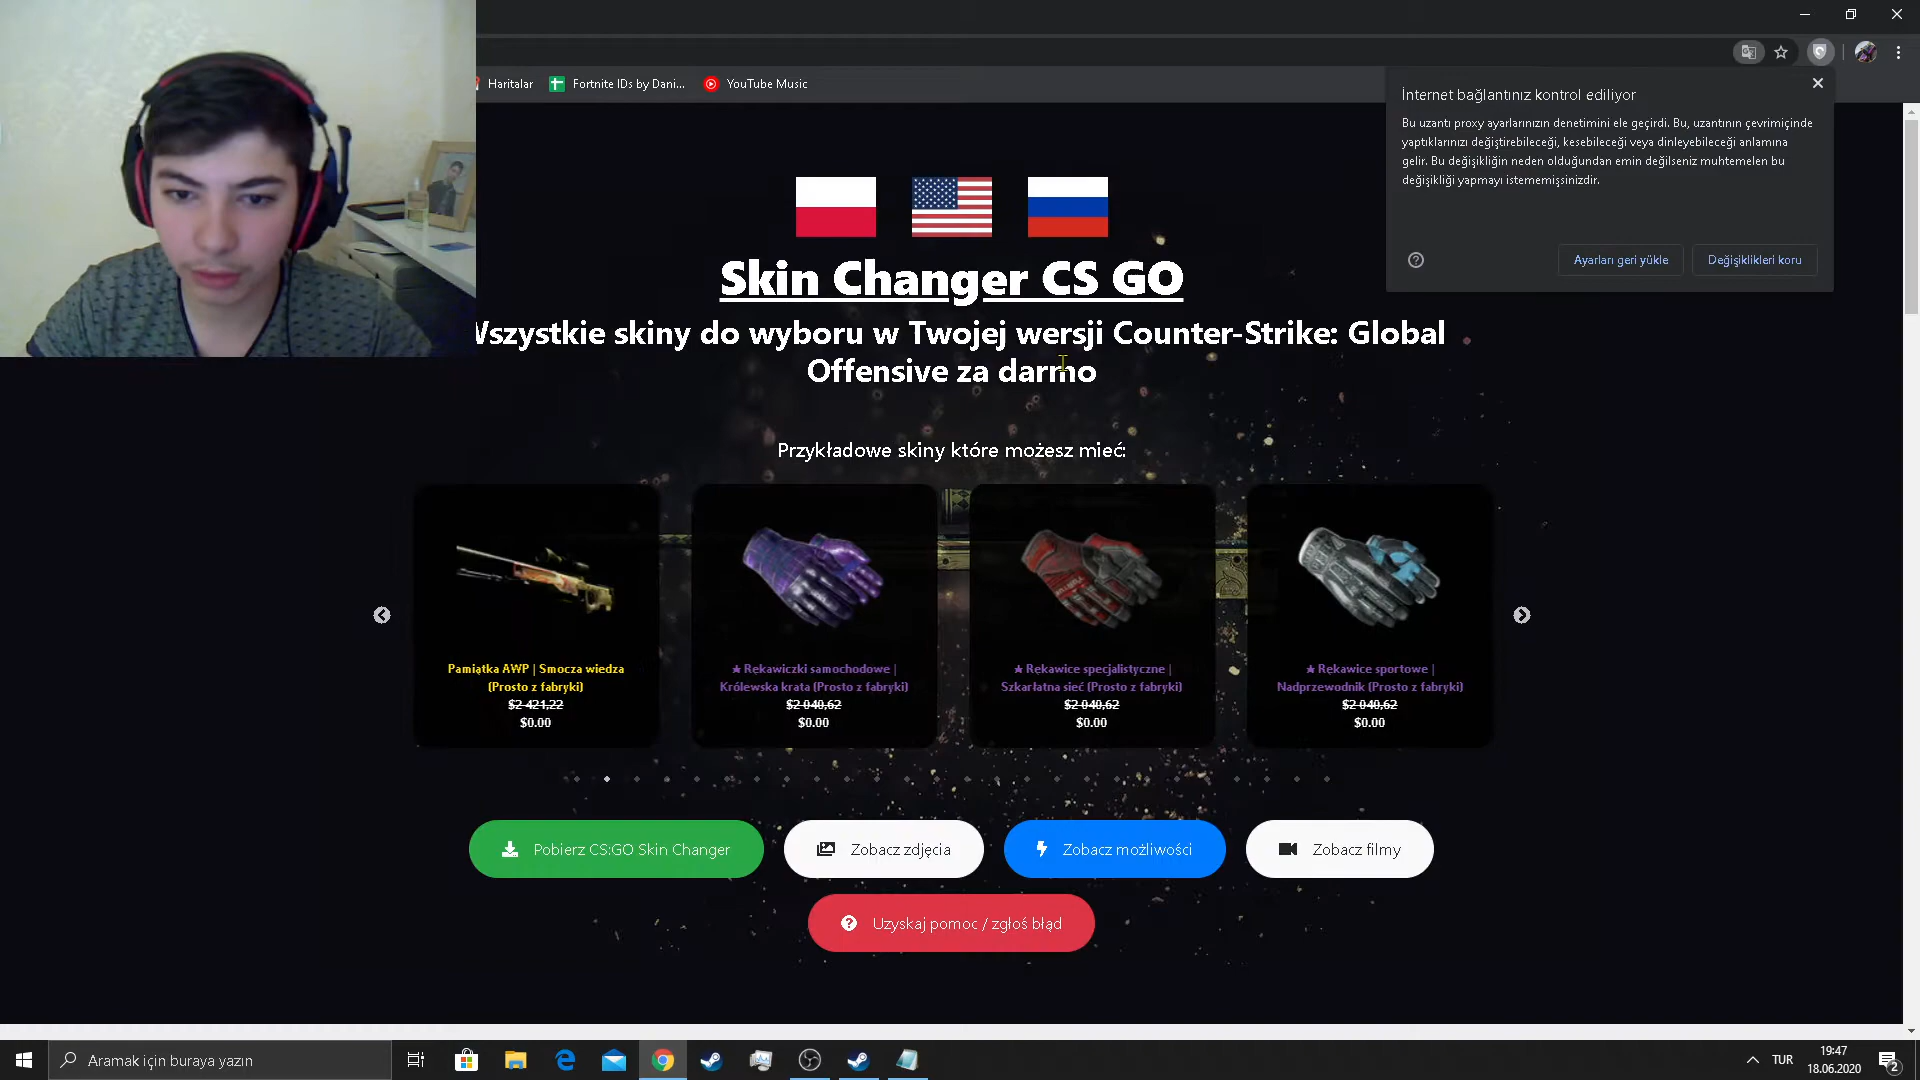 Haritalar
Fortnite IDs by Dani...
YouTube Music
İnternet bağlantınız kontrol ediliyor
Bu uzantı proxy ayarlarınızın denetimini ele geçirdi. Bu, uzantının çevrimiçinde
yaptıklarınızı değiştirebileceği, kesebileceği veya dinleyebileceği anlamına
gelir. Bu değişikliğin neden olduğundan emin değilseniz muhtemelen bu
değişikliği yapmayı istememişsinizdir.
Ayarları geri yükle
Değişiklikleri koru
Skin Changer CS GO
Wszystkie skiny do wyboru w Twojej wersji Counter-Strike: Global
Offensive za darmo
Przykładowe skiny które możesz mieć:
Pamiątka AWP | Smocza wiedza
(Prosto z fabryki)
$2 421,22
$0.00
★ Rękawiczki samochodowe |
Królewska krata (Prosto z fabryki)
$2 040,62
$0.00
★ Rękawice specjalistyczne |
Szkarłatna sieć (Prosto z fabryki)
$2 040,62
$0.00
★ Rękawice sportowe |
Nadprzewodnik (Prosto z fabryki)
$2 040,62
$0.00
Pobierz CS:GO Skin Changer
Zobacz zdjęcia
Zobacz możliwości
Zobacz filmy
Uzyskaj pomoc / zgłoś błąd
Aramak için buraya yazın
TUR
19:47
18.06.2020
2